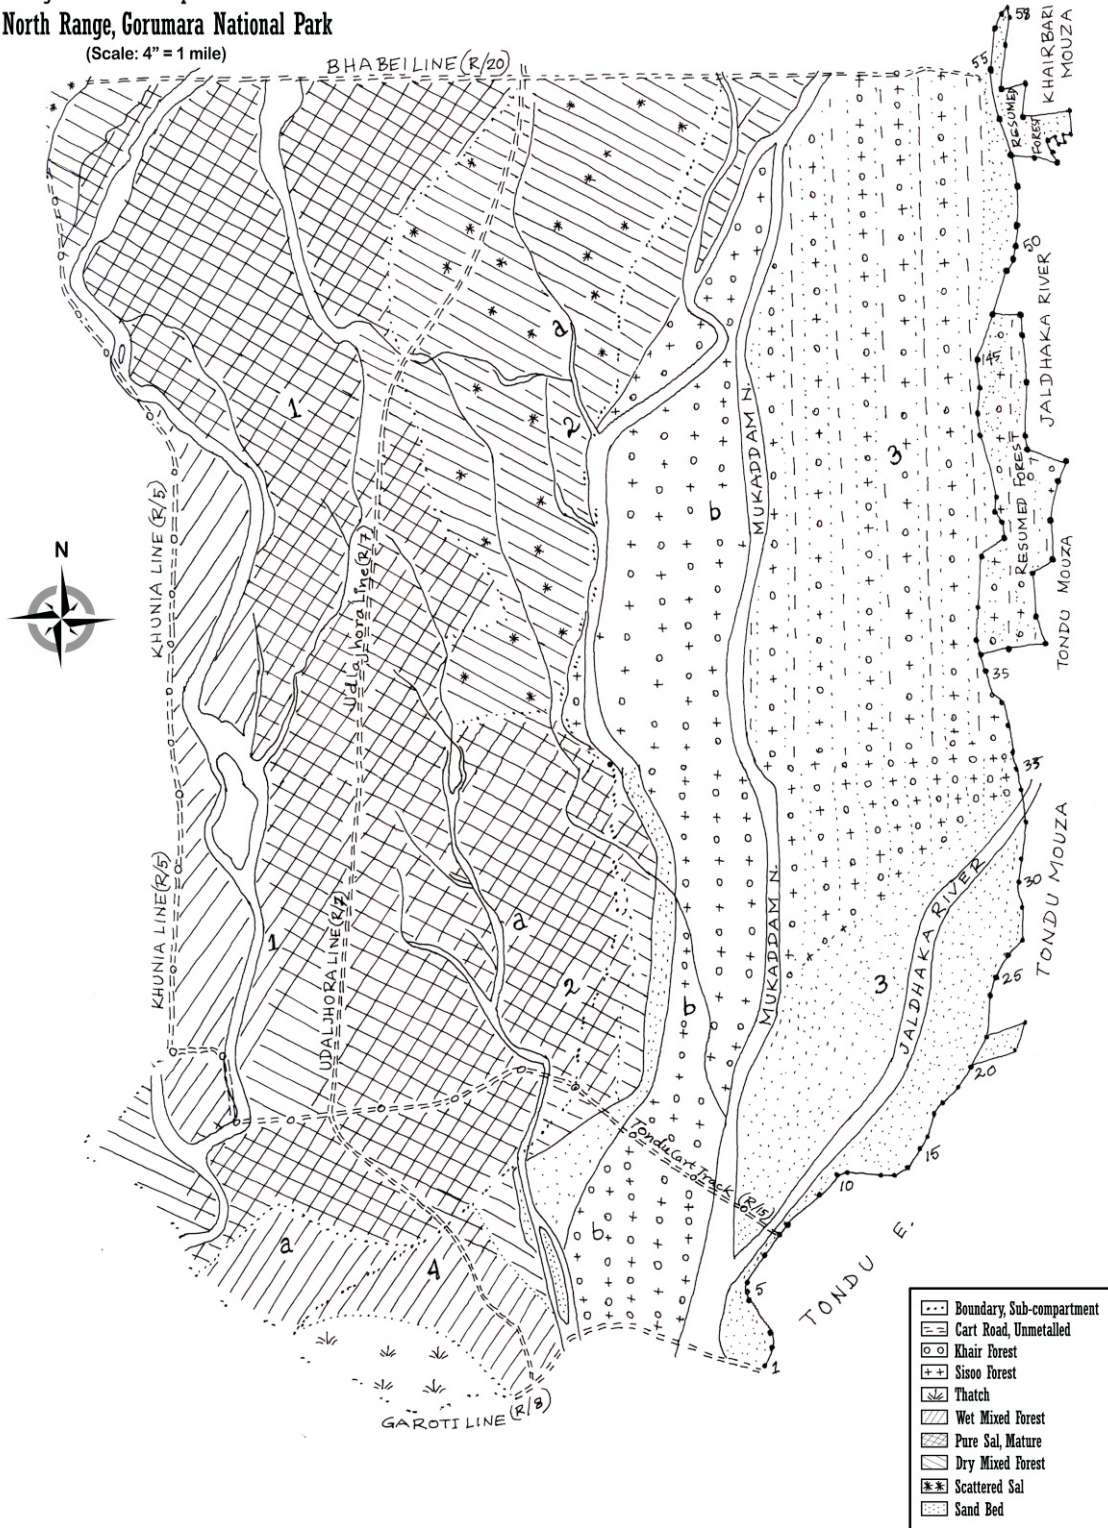 North Range, Gorumara National Park
(Scale: 4" = 1 mile)
BHABEI LINE (R/20)
58
55
KHAIRBARI
MOUZA
RESUMED
FOREST
50
JALDHAKA RIVER
a
145
1
2
3
MUKADDAM N.
b
RESUMED FOREST
KHUNIA LINE (R/5)
N
Udlajhora line (R/7)
TONDU MOUZA
35
33
KHUNIA LINE (R/5)
UDALJHORA LINE (R/7)
1
a
2
b
MUKADDAM N.
3
JALDHAKA RIVER
30
TONDU MOUZA
25
20
Tondu Cart Track (R/15)
15
10
a
4
b
5
TONDU E.
1
GAROTI LINE (R/8)
Boundary, Sub-compartment
Cart Road, Unmetalled
Khair Forest
Sisoo Forest
Thatch
Wet Mixed Forest
Pure Sal, Mature
Dry Mixed Forest
Scattered Sal
Sand Bed